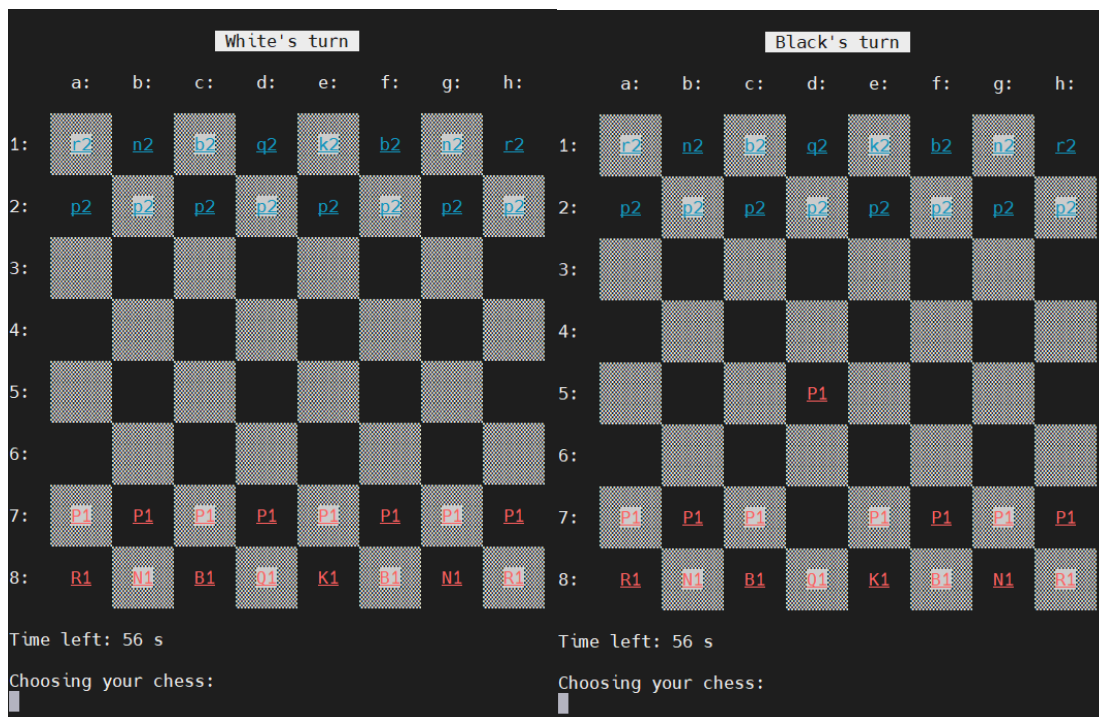 White's turn
a: b: c: d: e: f: g: h:
1: r2 n2 b2 q2 k2 b2 n2 r2
2: p2 p2 p2 p2 p2 p2 p2 p2
3:
4:
5:
6:
7: P1 P1 P1 P1 P1 P1 P1 P1
8: R1 N1 B1 Q1 K1 B1 N1 R1
Time left: 56 s
Choosing your chess:
Black's turn
a: b: c: d: e: f: g: h:
1: r2 n2 b2 q2 k2 b2 n2 r2
2: p2 p2 p2 p2 p2 p2 p2 p2
3:
4:
5: P1
6:
7: P1 P1 P1 P1 P1 P1 P1
8: R1 N1 B1 Q1 K1 B1 N1 R1
Time left: 56 s
Choosing your chess: